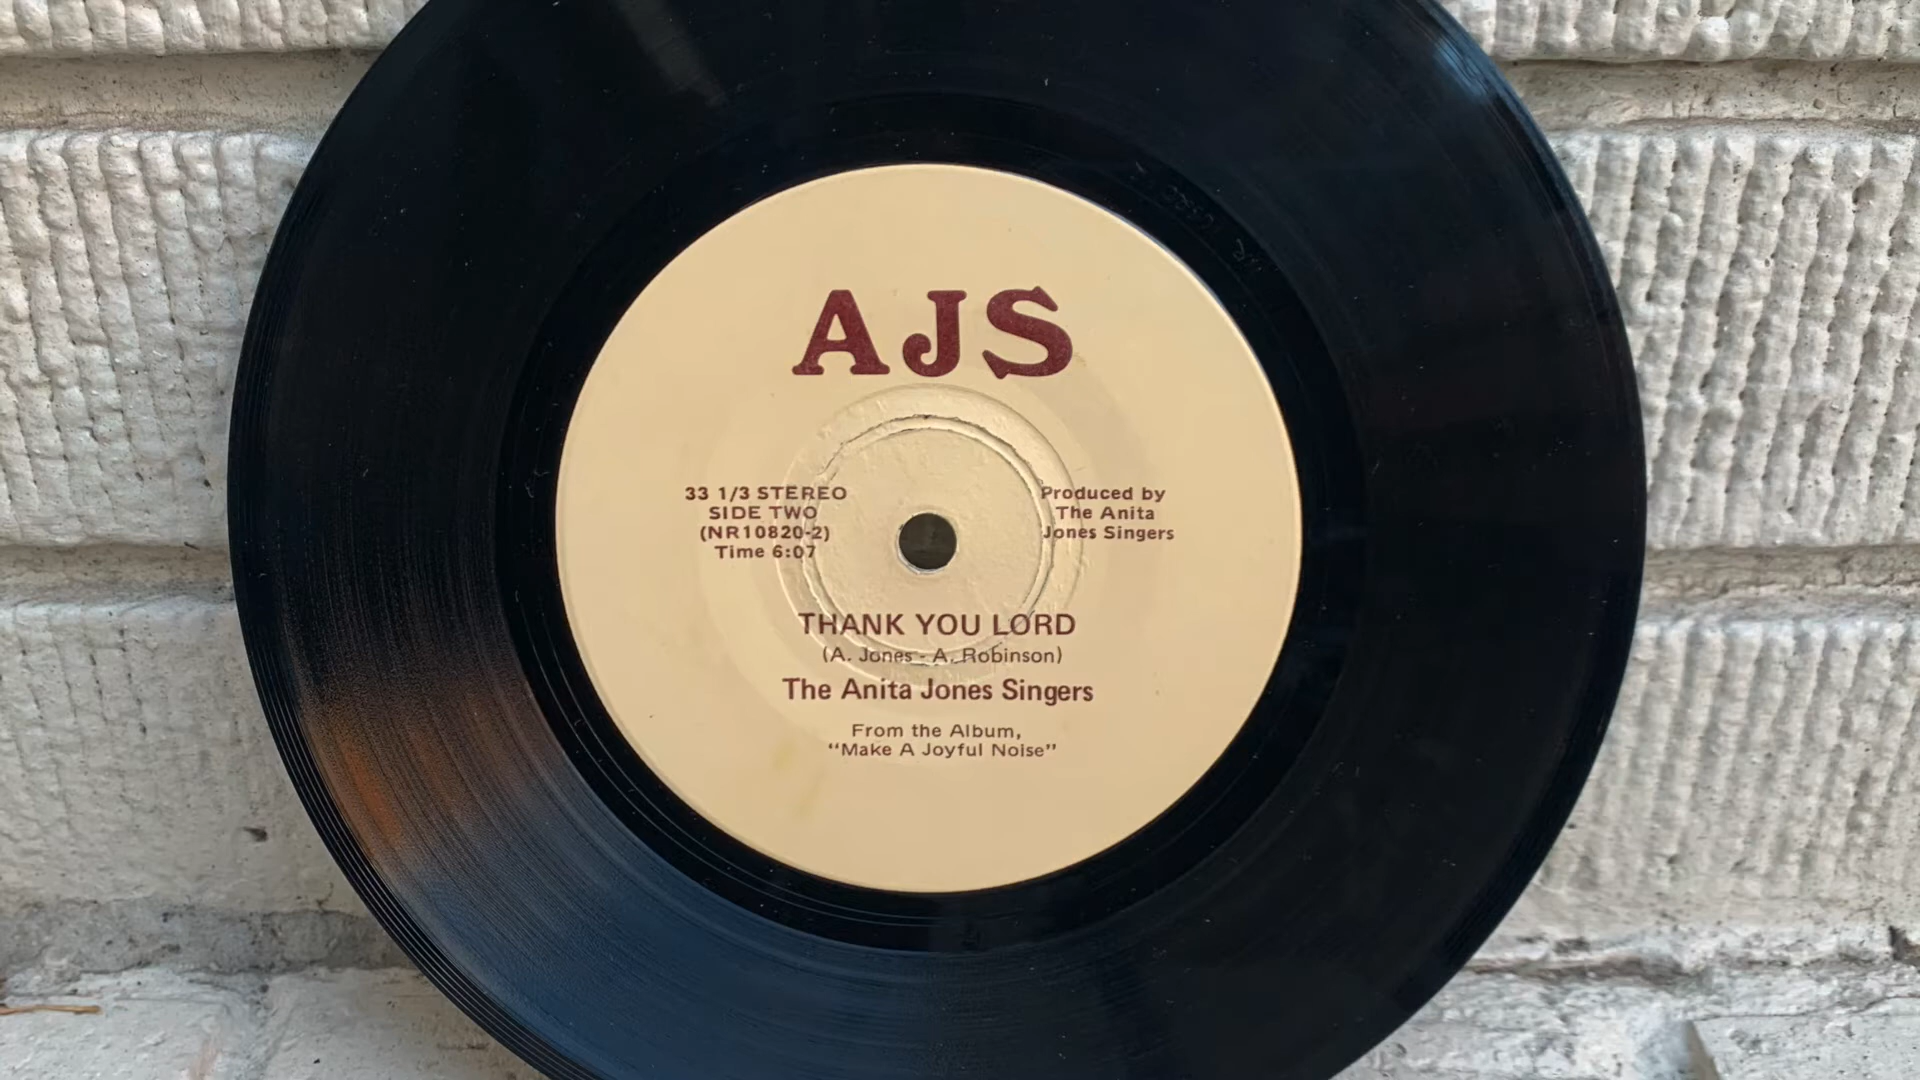 AJS
33 1/3 STEREO
SIDE TWO
(NR10820-2)
Time 6:07
Produced by
The Anita
Jones Singers
THANK YOU LORD
(A. Jones - A. Robinson)
The Anita Jones Singers
From the Album,
“Make A Joyful Noise”